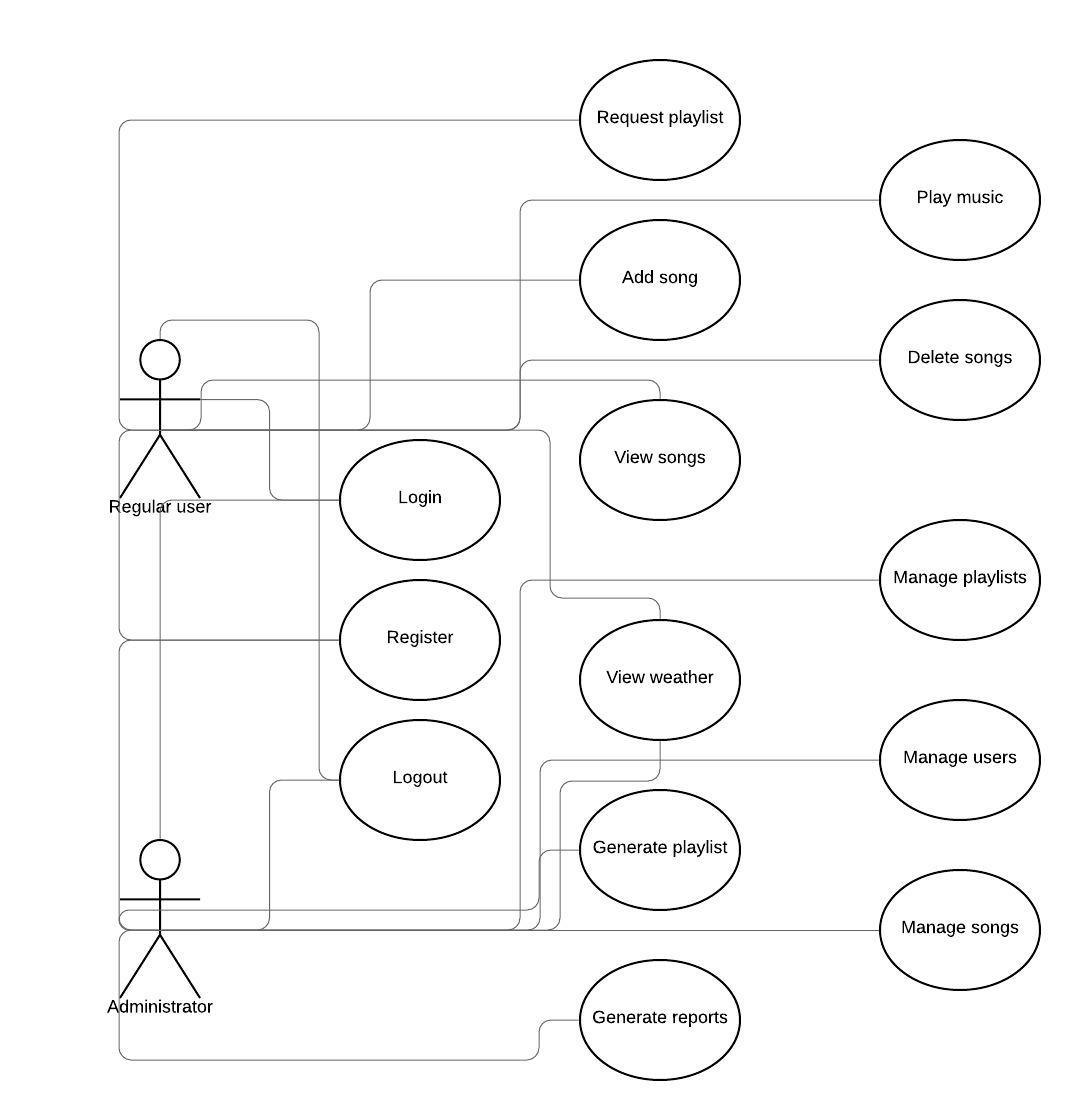 Request playlist
Play music
Add song
Delete songs
View songs
Login
Regular user
Manage playlists
Register
View weather
Manage users
Logout
Generate playlist
Manage songs
Administrator
Generate reports